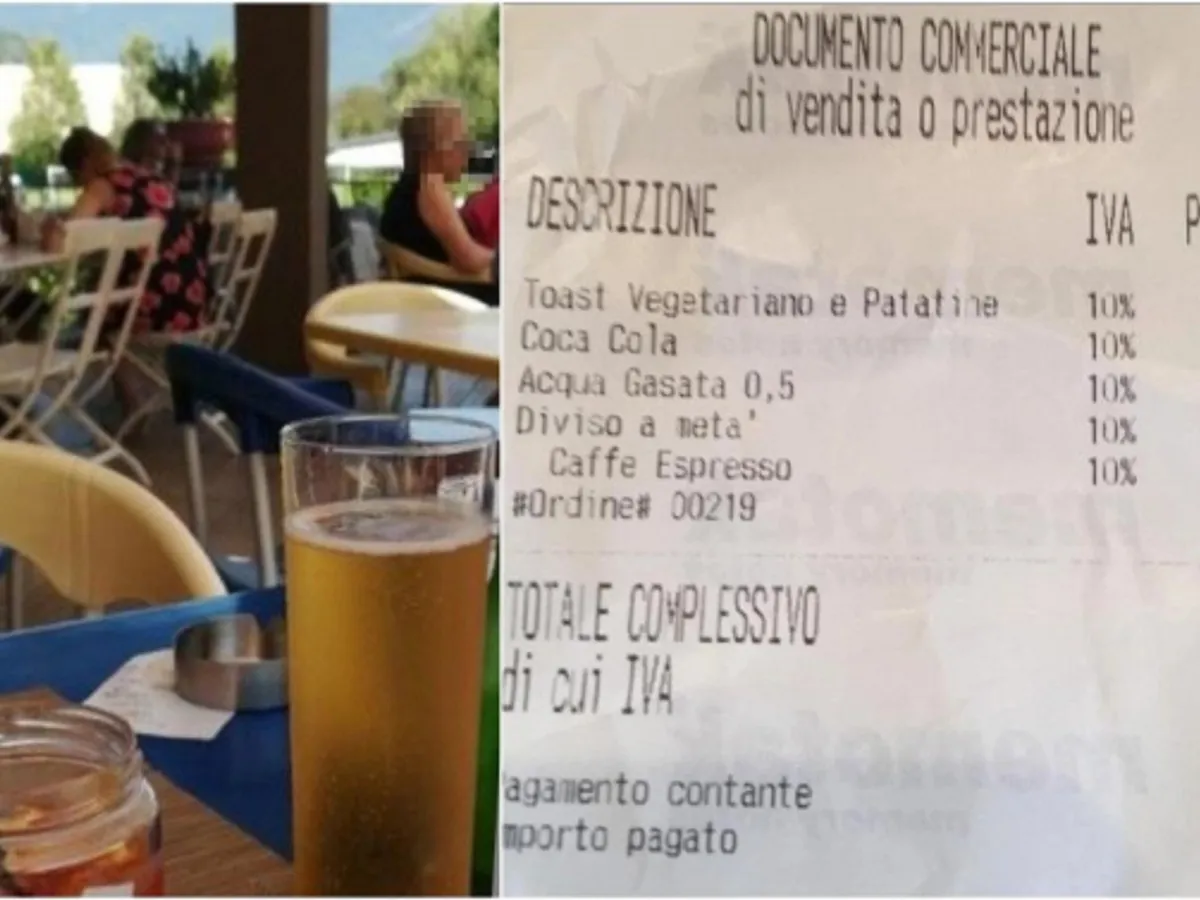 DOCUMENTO COMMERCIALE
di vendita o prestazione
DESCRIZIONE IVA P
Toast Vegetariano e Patatine 10%
Coca Cola 10%
Acqua Gasata 0,5 10%
Diviso a meta' 10%
Caffe Espresso 10%
#Ordine# 00219
TOTALE COMPLESSIVO
di cui IVA
agamento contante
mporto pagato